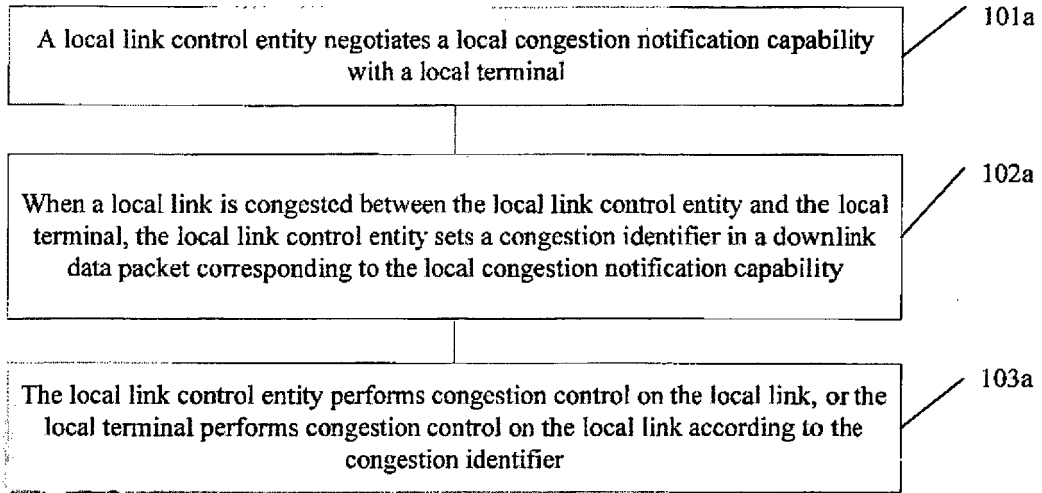 101a
A local link control entity negotiates a local congestion notification capability
with a local terminal
102a
When a local link is congested between the local link control entity and the local
terminal, the local link control entity sets a congestion identifier in a downlink
data packet corresponding to the local congestion notification capability
103a
The local link control entity performs congestion control on the local link, or the
local terminal performs congestion control on the local link according to the
congestion identifier